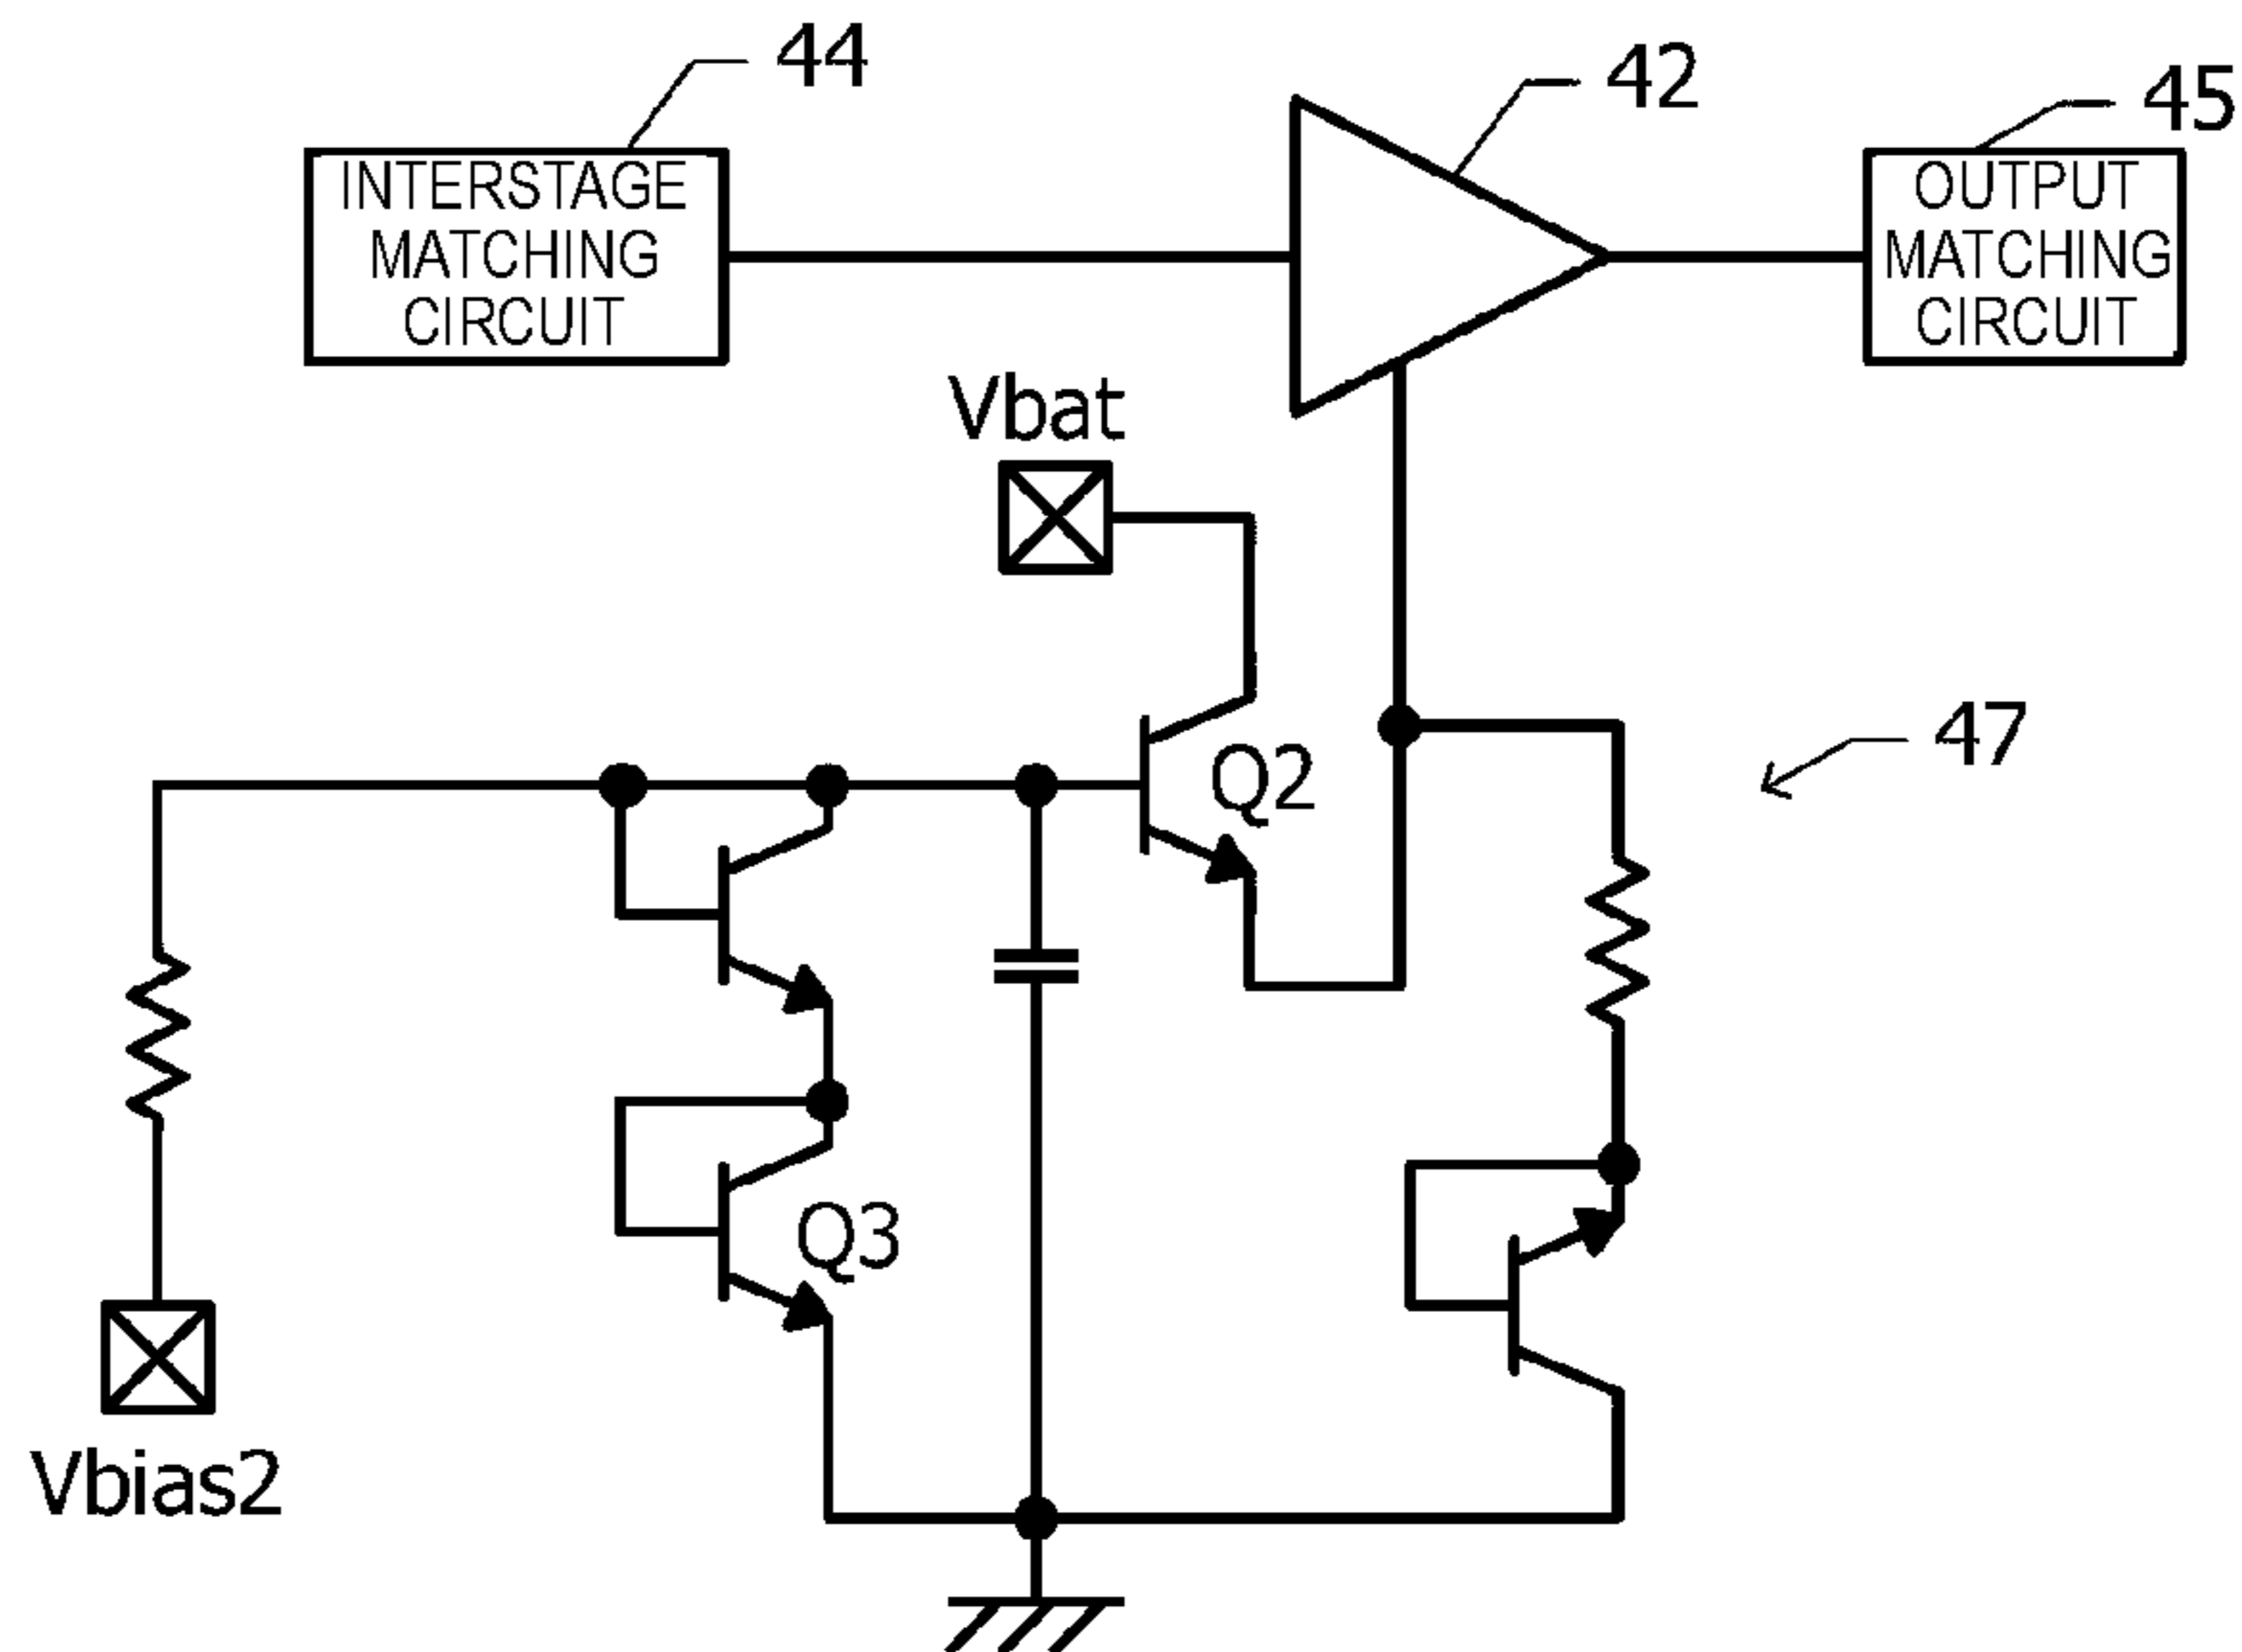 44
42
45
INTERSTAGE
MATCHING
CIRCUIT
OUTPUT
MATCHING
CIRCUIT
Vbat
47
Q2
Q3
Vbias2